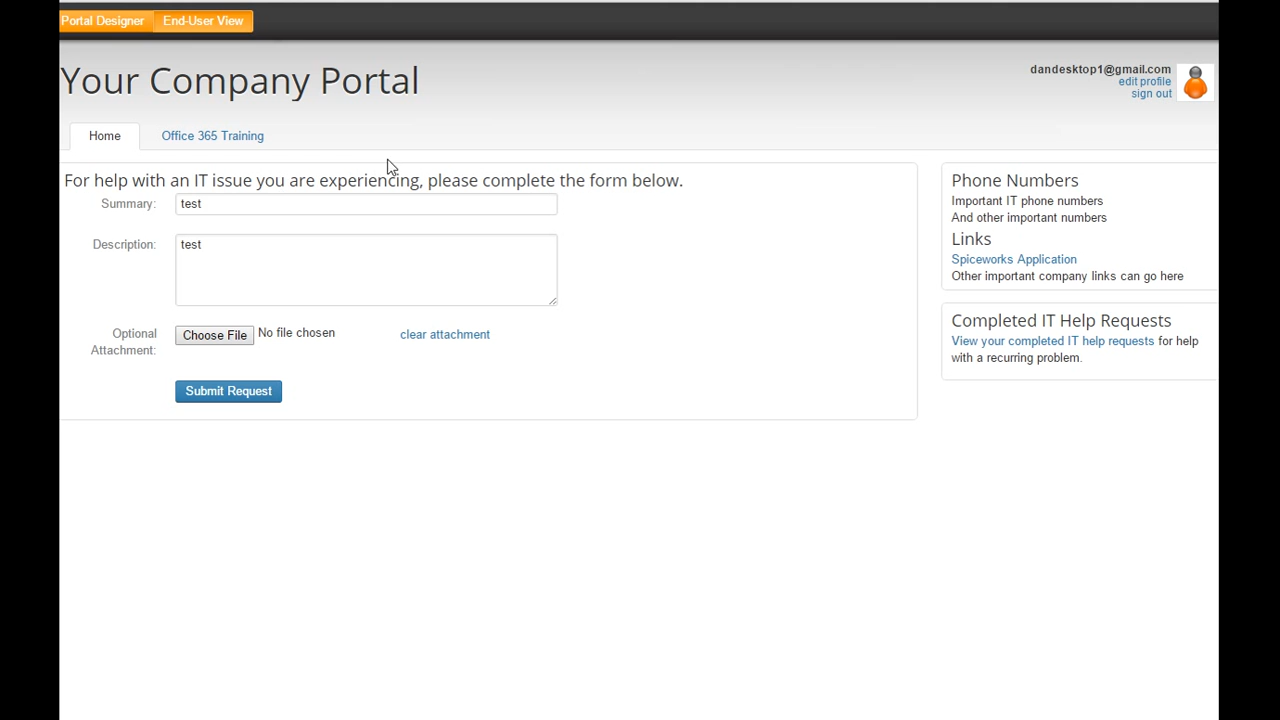 Portal Designer End-User View
Your Company Portal
dandesktop1@gmail.com
edit profile
sign out
Home Office 365 Training
For help with an IT issue you are experiencing, please complete the form below.
Summary: test
Description: test
Optional Attachment: Choose File No file chosen clear attachment
Submit Request
Phone Numbers
Important IT phone numbers
And other important numbers
Links
Spiceworks Application
Other important company links can go here
Completed IT Help Requests
View your completed IT help requests for help
with a recurring problem.